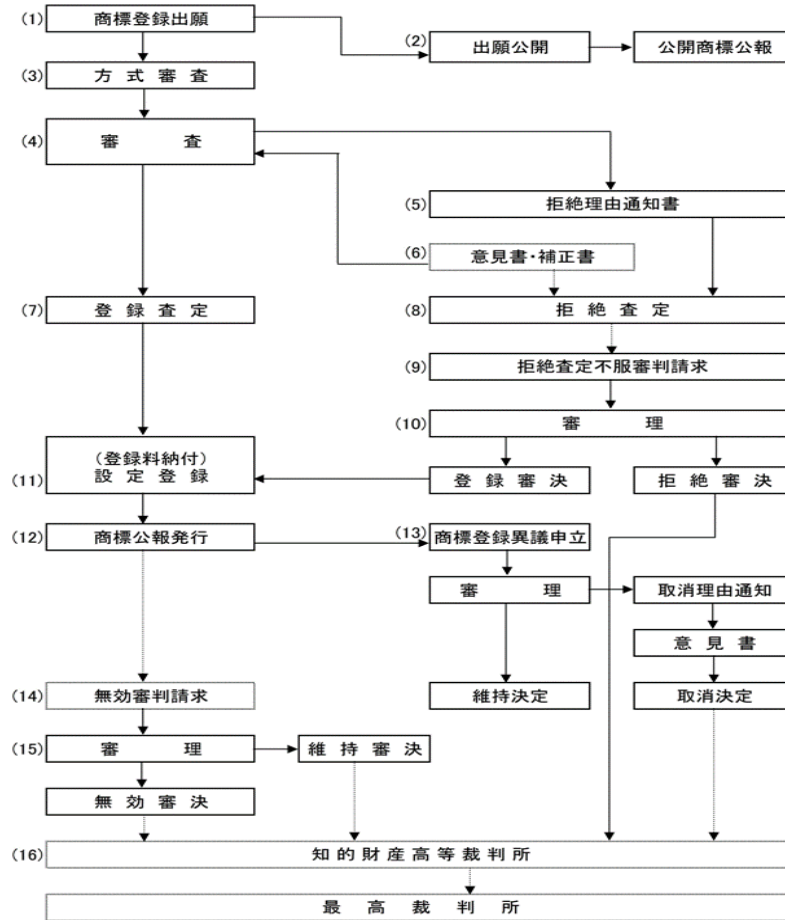 (1) 商標登録出願
(2) 出願公開
公開商標公報
(3) 方式審査
(4) 審査
(5) 拒絶理由通知書
(6) 意見書・補正書
(7) 登録査定
(8) 拒絶査定
(9) 拒絶査定不服審判請求
(10) 審理
(登録料納付)
(11) 設定登録
登録審決
拒絶審決
(12) 商標公報発行
(13) 商標登録異議申立
審理
取消理由通知
意見書
(14) 無効審判請求
維持決定
取消決定
(15) 審理
維持審決
無効審決
(16) 知的財産高等裁判所
最高裁判所